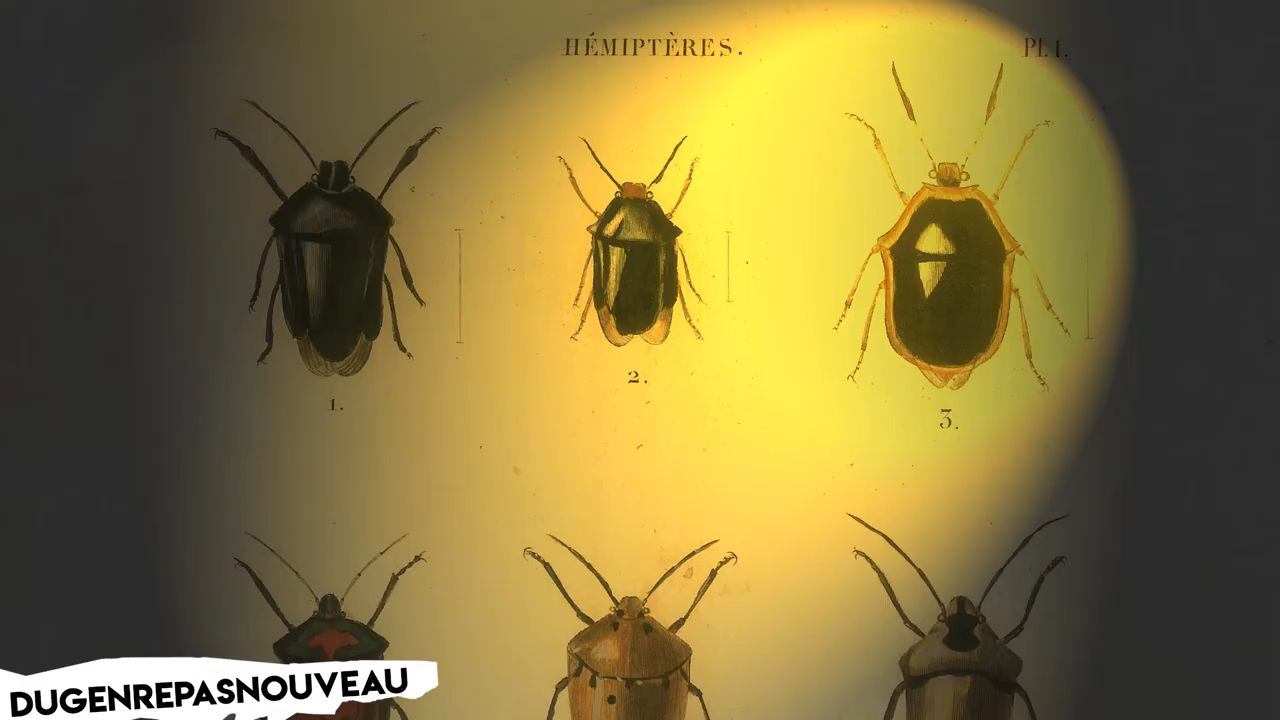 HÉMIPTÈRES.
Pl. 1.
1.
2.
3.
DUGENREPASNOUVEAU